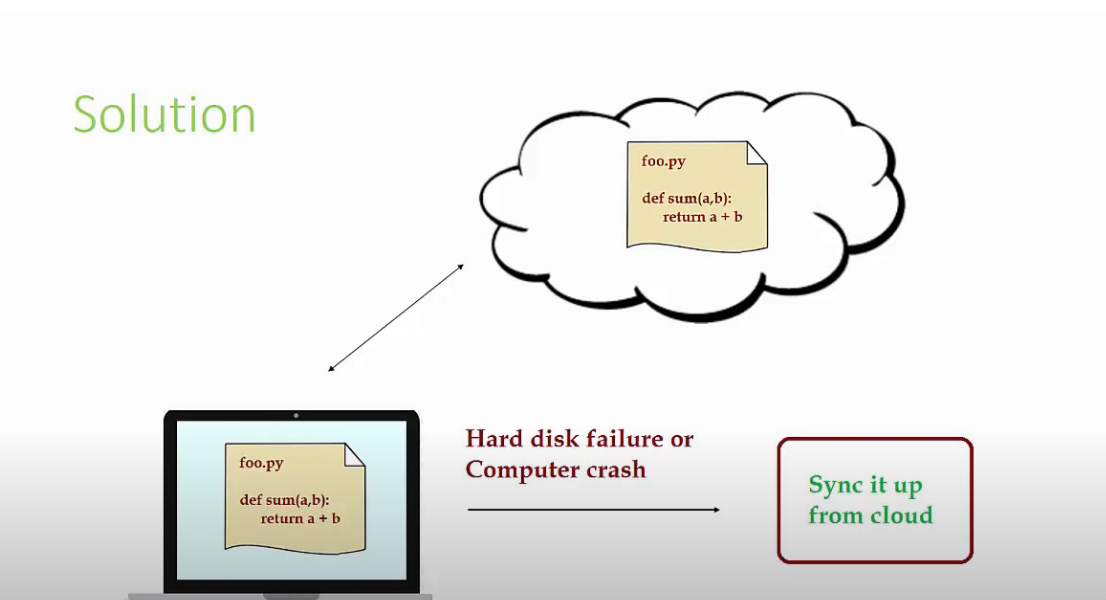 Solution
foo.py
def sum(a,b):
return a + b
foo.py
def sum(a,b):
return a + b
Hard disk failure or
Computer crash
Sync it up
from cloud